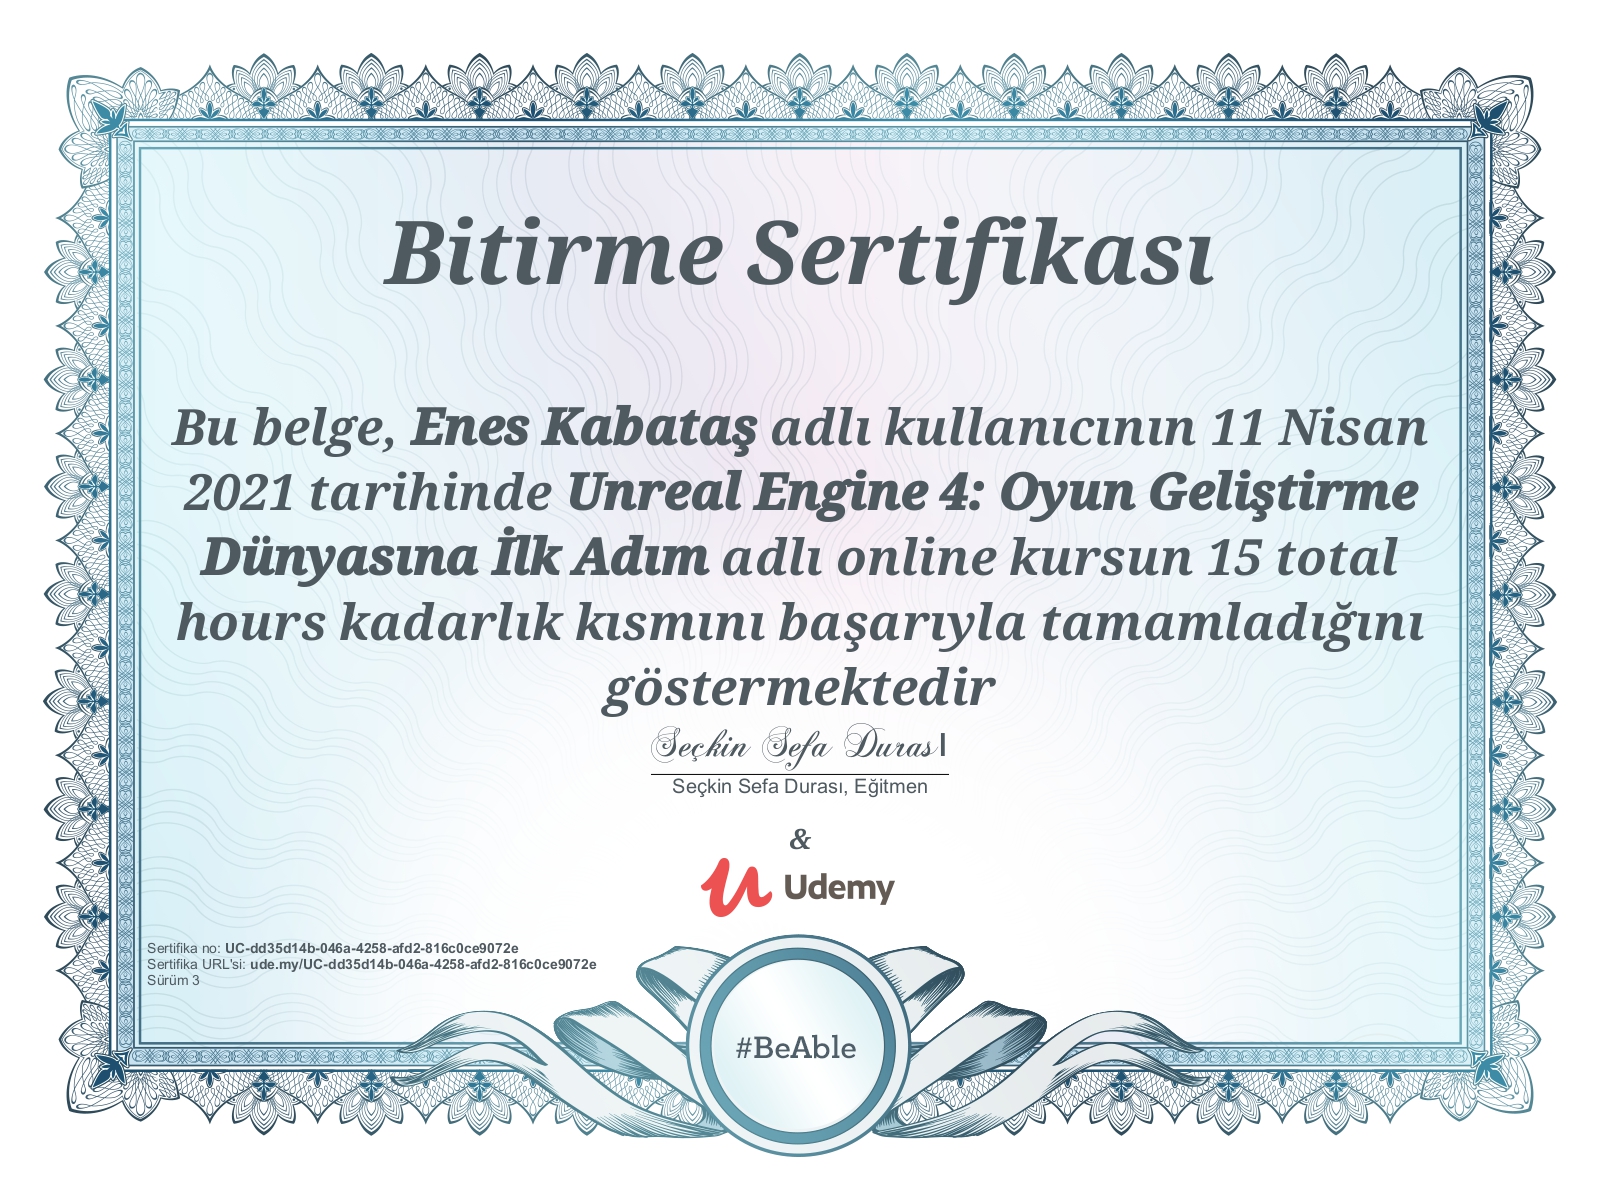 Bitirme Sertifikası
Bu belge, Enes Kabataş adlı kullanıcının 11 Nisan
2021 tarihinde Unreal Engine 4: Oyun Geliştirme
Dünyasına İlk Adım adlı online kursun 15 total
hours kadarlık kısmını başarıyla tamamladığını
göstermektedir
Seçkin Sefa Durası
Seçkin Sefa Durası, Eğitmen
&
Udemy
Sertifika no: UC-dd35d14b-046a-4258-afd2-816c0ce9072e
Sertifika URL'si: ude.my/UC-dd35d14b-046a-4258-afd2-816c0ce9072e
Sürüm 3
#BeAble